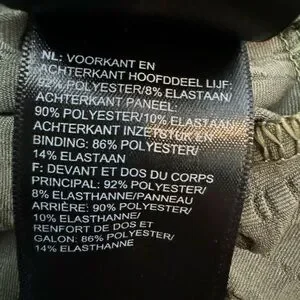 NL: VOORKANT EN
ACHTERKANT HOOFDDEEL LIJF:
92% POLYESTER/8% ELASTAAN/
ACHTERKANT PANEEL:
90% POLYESTER/10% ELASTAAN/
ACHTERKANT INZETSTUK EN
BINDING: 86% POLYESTER/
14% ELASTAAN
F: DEVANT ET DOS DU CORPS
PRINCIPAL: 92% POLYESTER/
8% ELASTHANNE/PANNEAU
ARRIÈRE: 90% POLYESTER/
10% ELASTHANNE/
RENFORT DE DOS ET
GALON: 86% POLYESTER/
14% ELASTHANNE